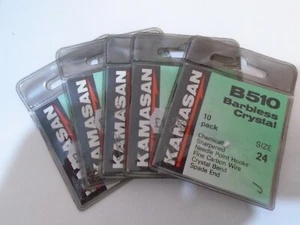 KAMASAN
KAMASAN
KAMASAN
KAMASAN
KAMASAN
B510
Barbless
Crystal
10
pack
SIZE
24
Chemically
Sharpened
Needle Point Hooks
Fine Carbon Wire
Crystal Bend
Spade End